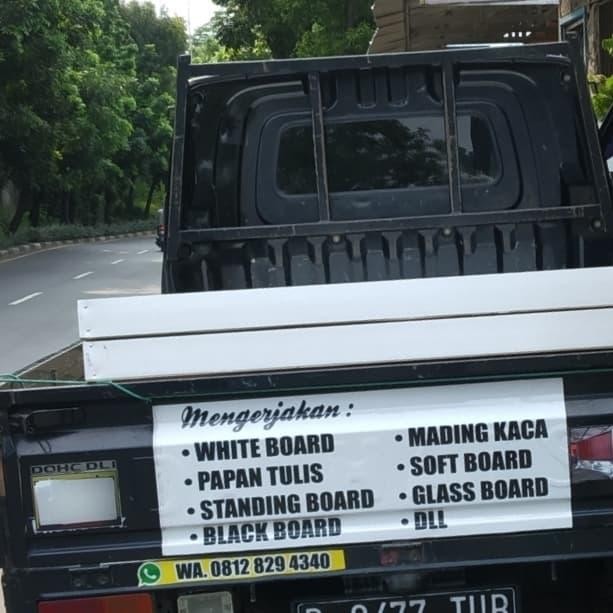 Mengerjakan :
• WHITE BOARD
• PAPAN TULIS
• STANDING BOARD
• BLACK BOARD
• MADING KACA
• SOFT BOARD
• GLASS BOARD
• DLL
DOHC DLI
WA. 0812 829 4340
TUR